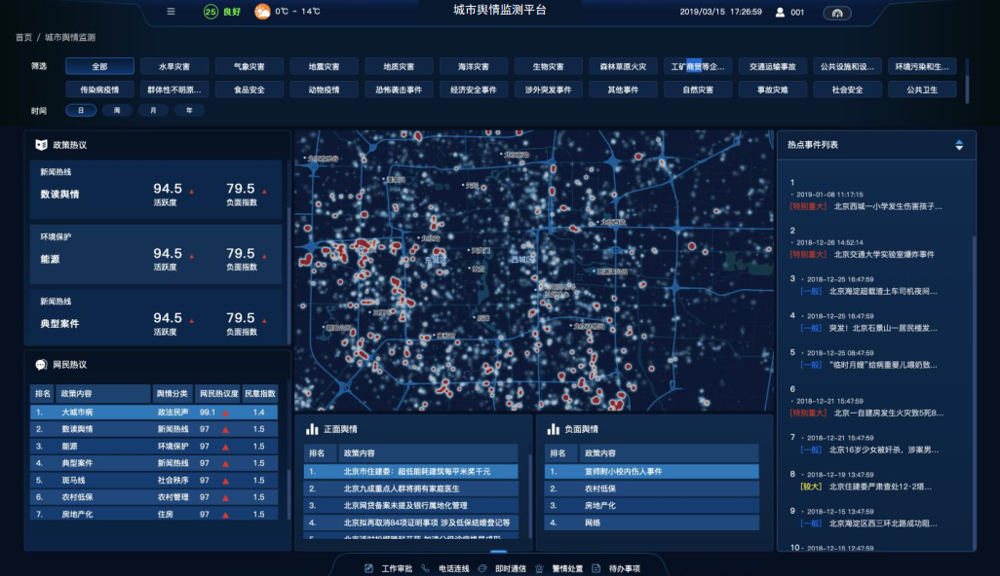 25 良好 0℃ ~ 14℃ 城市舆情监测平台 2019/03/15 17:26:59 001
首页 / 城市舆情监测
筛选 全部 水旱灾害 气象灾害 地震灾害 地质灾害 海洋灾害 生物灾害 森林草原火灾 工矿商贸等企... 交通运输事故 公共设施和设... 环境污染和生...
传染病疫情 群体性不明原... 食品安全 动物疫情 恐怖袭击事件 经济安全事件 涉外突发事件 其他事件 自然灾害 事故灾难 社会安全 公共卫生
时间 日 周 月 年
政策热议
新闻热线
数读舆情
94.5 79.5
活跃度 负面指数
环境保护
能源
94.5 79.5
活跃度 负面指数
新闻热线
典型案件
94.5 79.5
活跃度 负面指数
网民热议
排名 政策内容 舆情分类 网民热议度 民意指数
1. 大城市病 政法民声 99.1 1.4
2. 数读舆情 新闻热线 97 1.5
3. 能源 环境保护 97 1.5
4. 典型案件 新闻热线 97 1.5
5. 斑马线 社会秩序 97 1.5
6. 农村低保 农村管理 97 1.5
7. 房地产化 住房 97 1.5
东城区
西城区
正面舆情
排名 政策内容
1. 北京市住建委：超低能耗建筑每平米奖千元
2. 北京九成重点人群将拥有家庭医生
3. 北京网贷备案未提及银行属地化管理
4. 北京拟再取消84项证明事项 涉及低保结婚登记等
负面舆情
排名 政策内容
1. 宣师附小校内伤人事件
2. 农村低保
3. 房地产化
4. 网络
热点事件列表
1
· 2019-01-08 11:17:15
[特别重大] 北京西城一小学发生伤害孩子...
2
· 2018-12-26 14:52:14
[特别重大] 北京交通大学实验室爆炸事件
3 · 2018-12-25 16:47:59
[一般] 北京海淀超载渣土车司机夜间...
4 · 2018-12-25 16:47:59
[一般] 突发！北京石景山一居民楼发...
5 · 2018-12-25 08:47:59
[一般] "临时月嫂"给病重婴儿喂奶致...
6
· 2018-12-21 15:47:59
[特别重大] 北京一自建房发生火灾致5死8...
7 · 2018-12-21 15:47:59
[一般] 北京16岁少女被奸杀，涉案男...
8 · 2018-12-19 13:47:59
[较大] 北京住建委严肃查处12·2塔...
9 · 2018-12-15 13:47:59
[一般] 北京海淀区西三环北路成功阻...
10 · 2018-12-15 12:47:59
工作审批 电话连线 即时通信 警情处置 待办事项